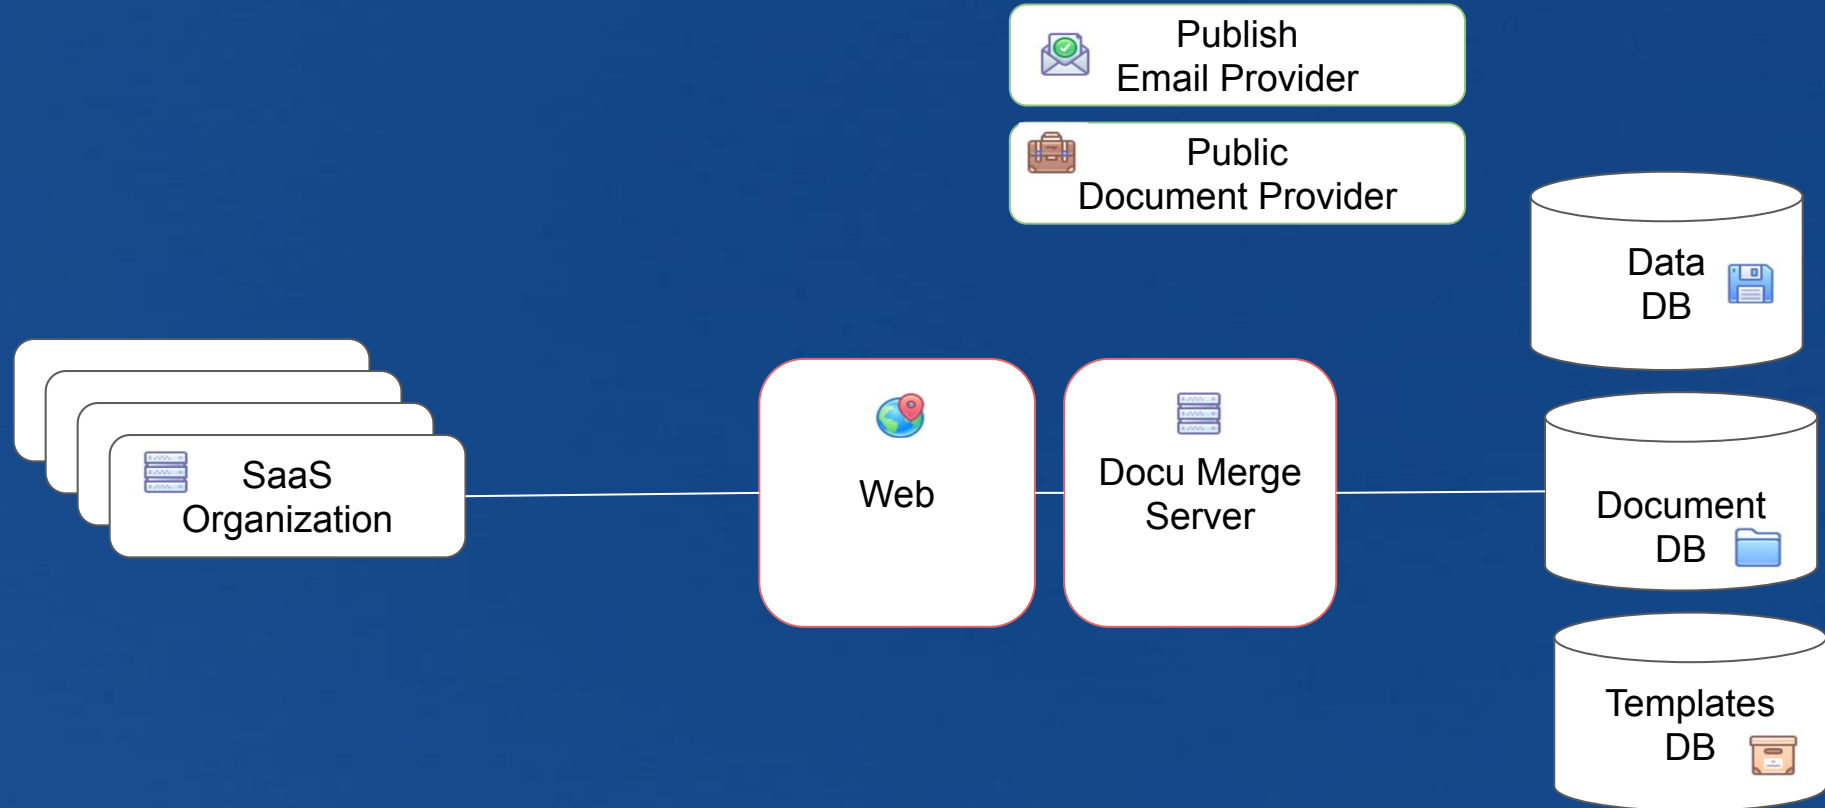 Publish
Email Provider
Public
Document Provider
Data
DB
SaaS
Organization
Web
Docu Merge
Server
Document
DB
Templates
DB